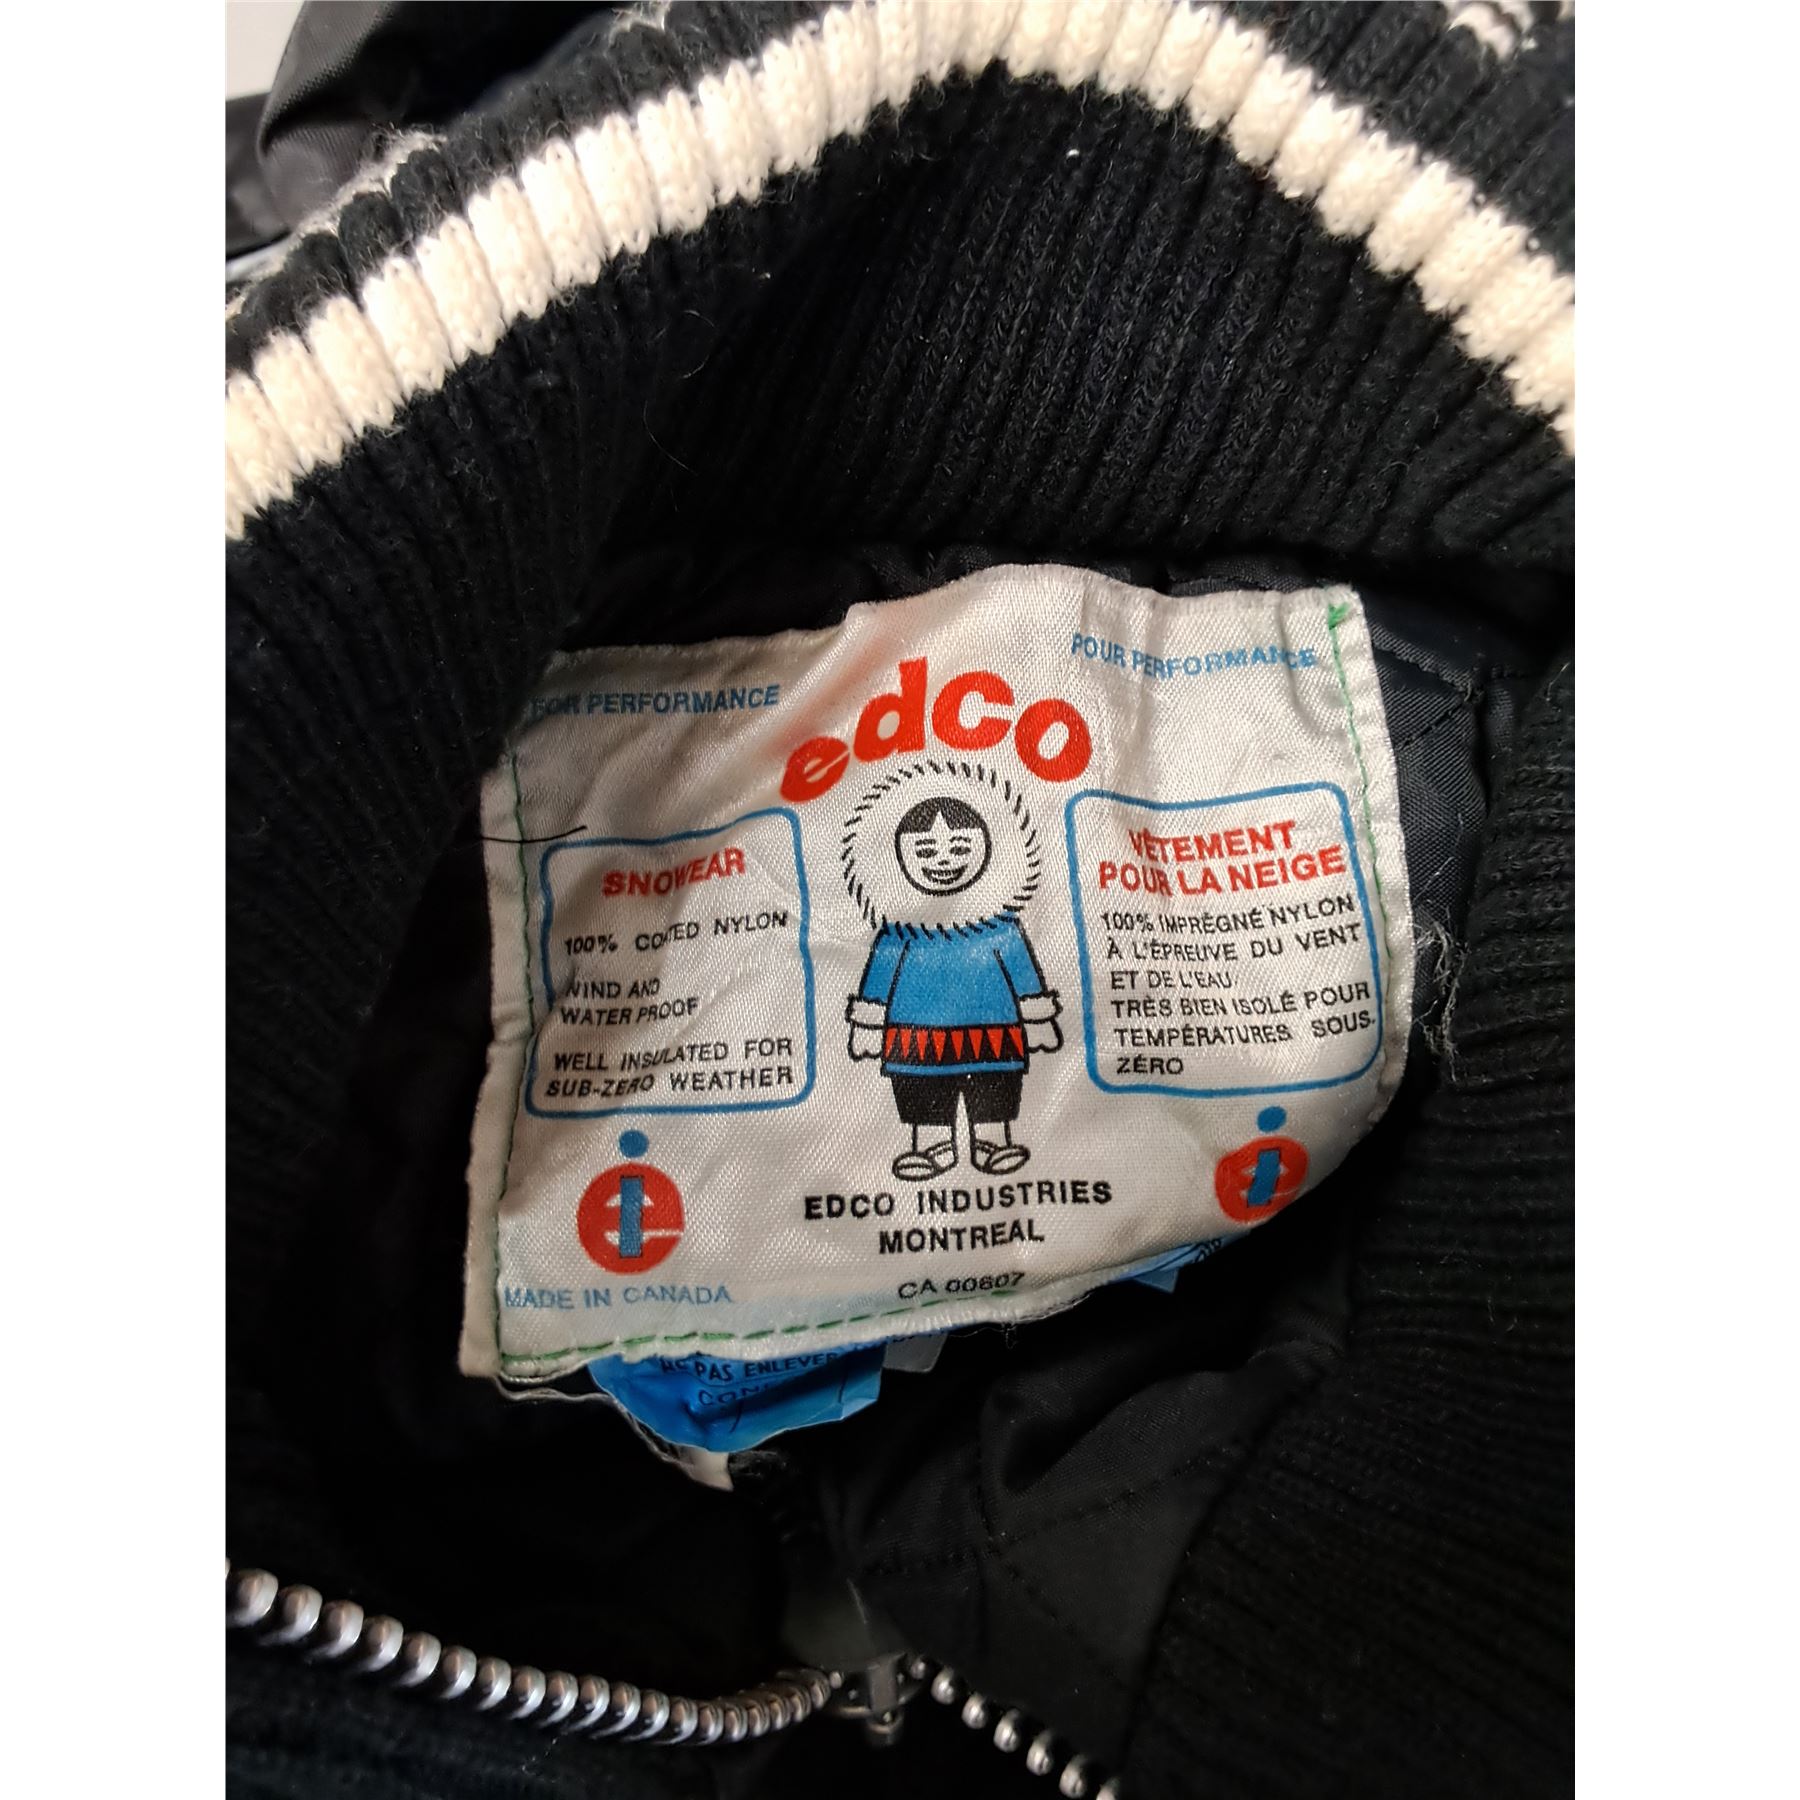 FOR PERFORMANCE
POUR PERFORMANCE
edco
SNOWEAR
100% COATED NYLON
WIND AND
WATER PROOF
WELL INSULATED FOR
SUB-ZERO WEATHER
VÊTEMENT
POUR LA NEIGE
100% IMPRÉGNÉ NYLON
À L'ÉPREUVE DU VENT
ET DE L'EAU.
TRÈS BIEN ISOLÉ POUR
TEMPÉRATURES SOUS-
ZÉRO
EDCO INDUSTRIES
MONTREAL
CA 00607
MADE IN CANADA
PAS ENLEVER